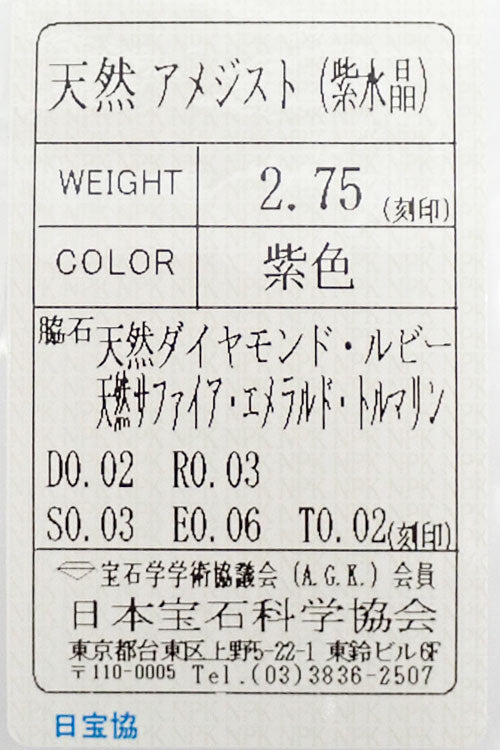 天然 アメジスト (紫水晶)
WEIGHT 2.75 (刻印)
COLOR 紫色
脇石 天然ダイヤモンド・ルビー
天然サファイア・エメラルド・トルマリン
D0.02 R0.03
S0.03 E0.06 T0.02(刻印)
宝石学学術協議会 (A.G.K.) 会員
日本宝石科学協会
東京都台東区上野5-22-1 東鈴ビル6F
〒110-0005 Tel.(03)3836-2507
日宝協